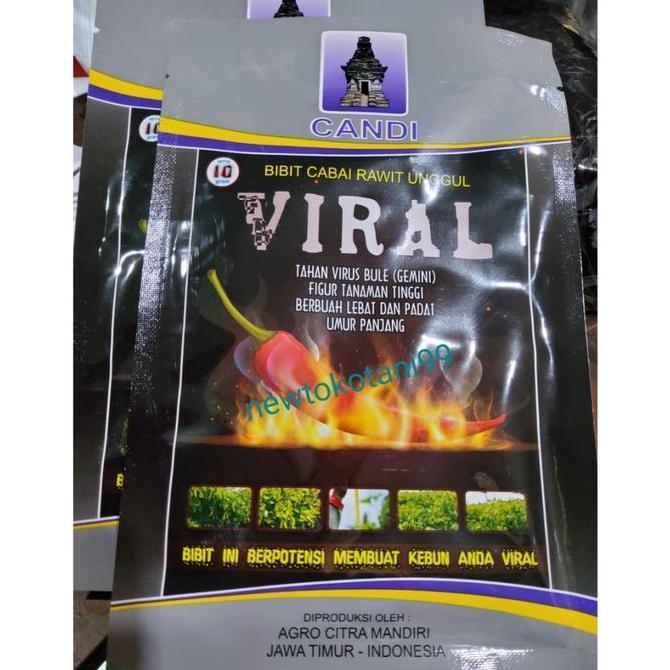 CANDI
10
BIBIT CABAI RAWIT UNGGUL
VIRAL
TAHAN VIRUS BULE (GEMINI)
FIGUR TANAMAN TINGGI
BERBUAH LEBAT DAN PADAT
UMUR PANJANG
newtokotani99
BIBIT INI BERPOTENSI MEMBUAT KEBUN ANDA VIRAL
DIPRODUKSI OLEH :
AGRO CITRA MANDIRI
JAWA TIMUR - INDONESIA